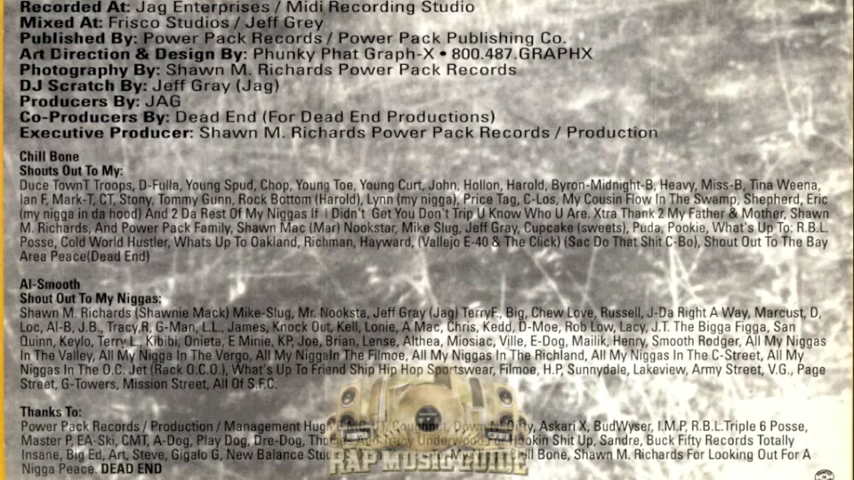 Recorded At: Jag Enterprises / Midi Recording Studio
Mixed At: Frisco Studios / Jeff Grey
Published By: Power Pack Records / Power Pack Publishing Co.
Art Direction & Design By: Phunky Phat Graph-X • 800.487.GRAPHX
Photography By: Shawn M. Richards Power Pack Records
DJ Scratch By: Jeff Gray (Jag)
Producers By: JAG
Co-Producers By: Dead End (For Dead End Productions)
Executive Producer: Shawn M. Richards Power Pack Records / Production
Chill Bone
Shouts Out To My:
Duce TownT Troops, D-Fulla, Young Spud, Chop, Young Toe, Young Curt, John, Hollon, Harold, Byron-Midnight-B, Heavy, Miss-B, Tina Weena,
Ian F, Mark-T, CT, Stony, Tommy Gunn, Rock Bottom (Harold), Lynn (my nigga), Price Tag, C-Los, My Cousin Flow In The Swamp, Shepherd, Eric
(my nigga in da hood) And 2 Da Rest Of My Niggas If I Didn't Get You Don't Trip U Know Who U Are. Xtra Thank 2 My Father & Mother, Shawn
M. Richards, And Power Pack Family, Shawn Mac (Mar) Nookstar, Mike Slug, Jeff Gray, Cupcake (sweets), Puda, Pookie, What's Up To: R.B.L.
Posse, Cold World Hustler, Whats Up To Oakland, Richman, Hayward, (Vallejo E-40 & The Click) (Sac Do That Shit C-Bo), Shout Out To The Bay
Area Peace(Dead End)
Al-Smooth
Shout Out To My Niggas:
Shawn M. Richards (Shawnie Mack) Mike-Slug, Mr. Nooksta, Jeff Gray (Jag) TerryF., Big, Chew Love, Russell, J-Da Right A Way, Marcust, D,
Loc, Al-B, J.B., Tracy,R, G-Man, L.L., James, Knock Out, Kell, Lonie, A Mac, Chris, Kedd, D-Moe, Rob Low, Lacy, J.T. The Bigga Figga, San
Quinn, Keylo, Terry L., Kibibi, Onieta, E Minie, KP, Joe, Brian, Lense, Althea, Miosiac, Ville, E-Dog, Mailik, Henry, Smooth Rodger, All My Niggas
In The Valley, All My Nigga In The Vergo, All My NiggaIn The Filmoe, All My Niggas In The Richland, All My Niggas In The C-Street, All My
Niggas In The O.C. Jet (Rack O.C.D.), What's Up To Friend Ship Hip Hop Sportswear, Filmoe, H.P, Sunnydale, Lakeview, Army Street, V.G., Page
Street, G-Towers, Mission Street, All Of S.F.C.
Thanks To:
Power Pack Records / Production / Management Hugh Askari X, BudWyser, I.M.P, R.B.L.Triple 6 Posse,
Master P, EA-Ski, CMT, A-Dog, Play Dog, Dre-Dog, Tracy Underwood For Hookin Shit Up, Sandre, Buck Fifty Records Totally
Insane, Big Ed, Art, Steve, Gigalo G, New Balance Bone, Shawn M. Richards For Looking Out For A
Nigga Peace. DEAD END
RAP MUSIC GUIDE